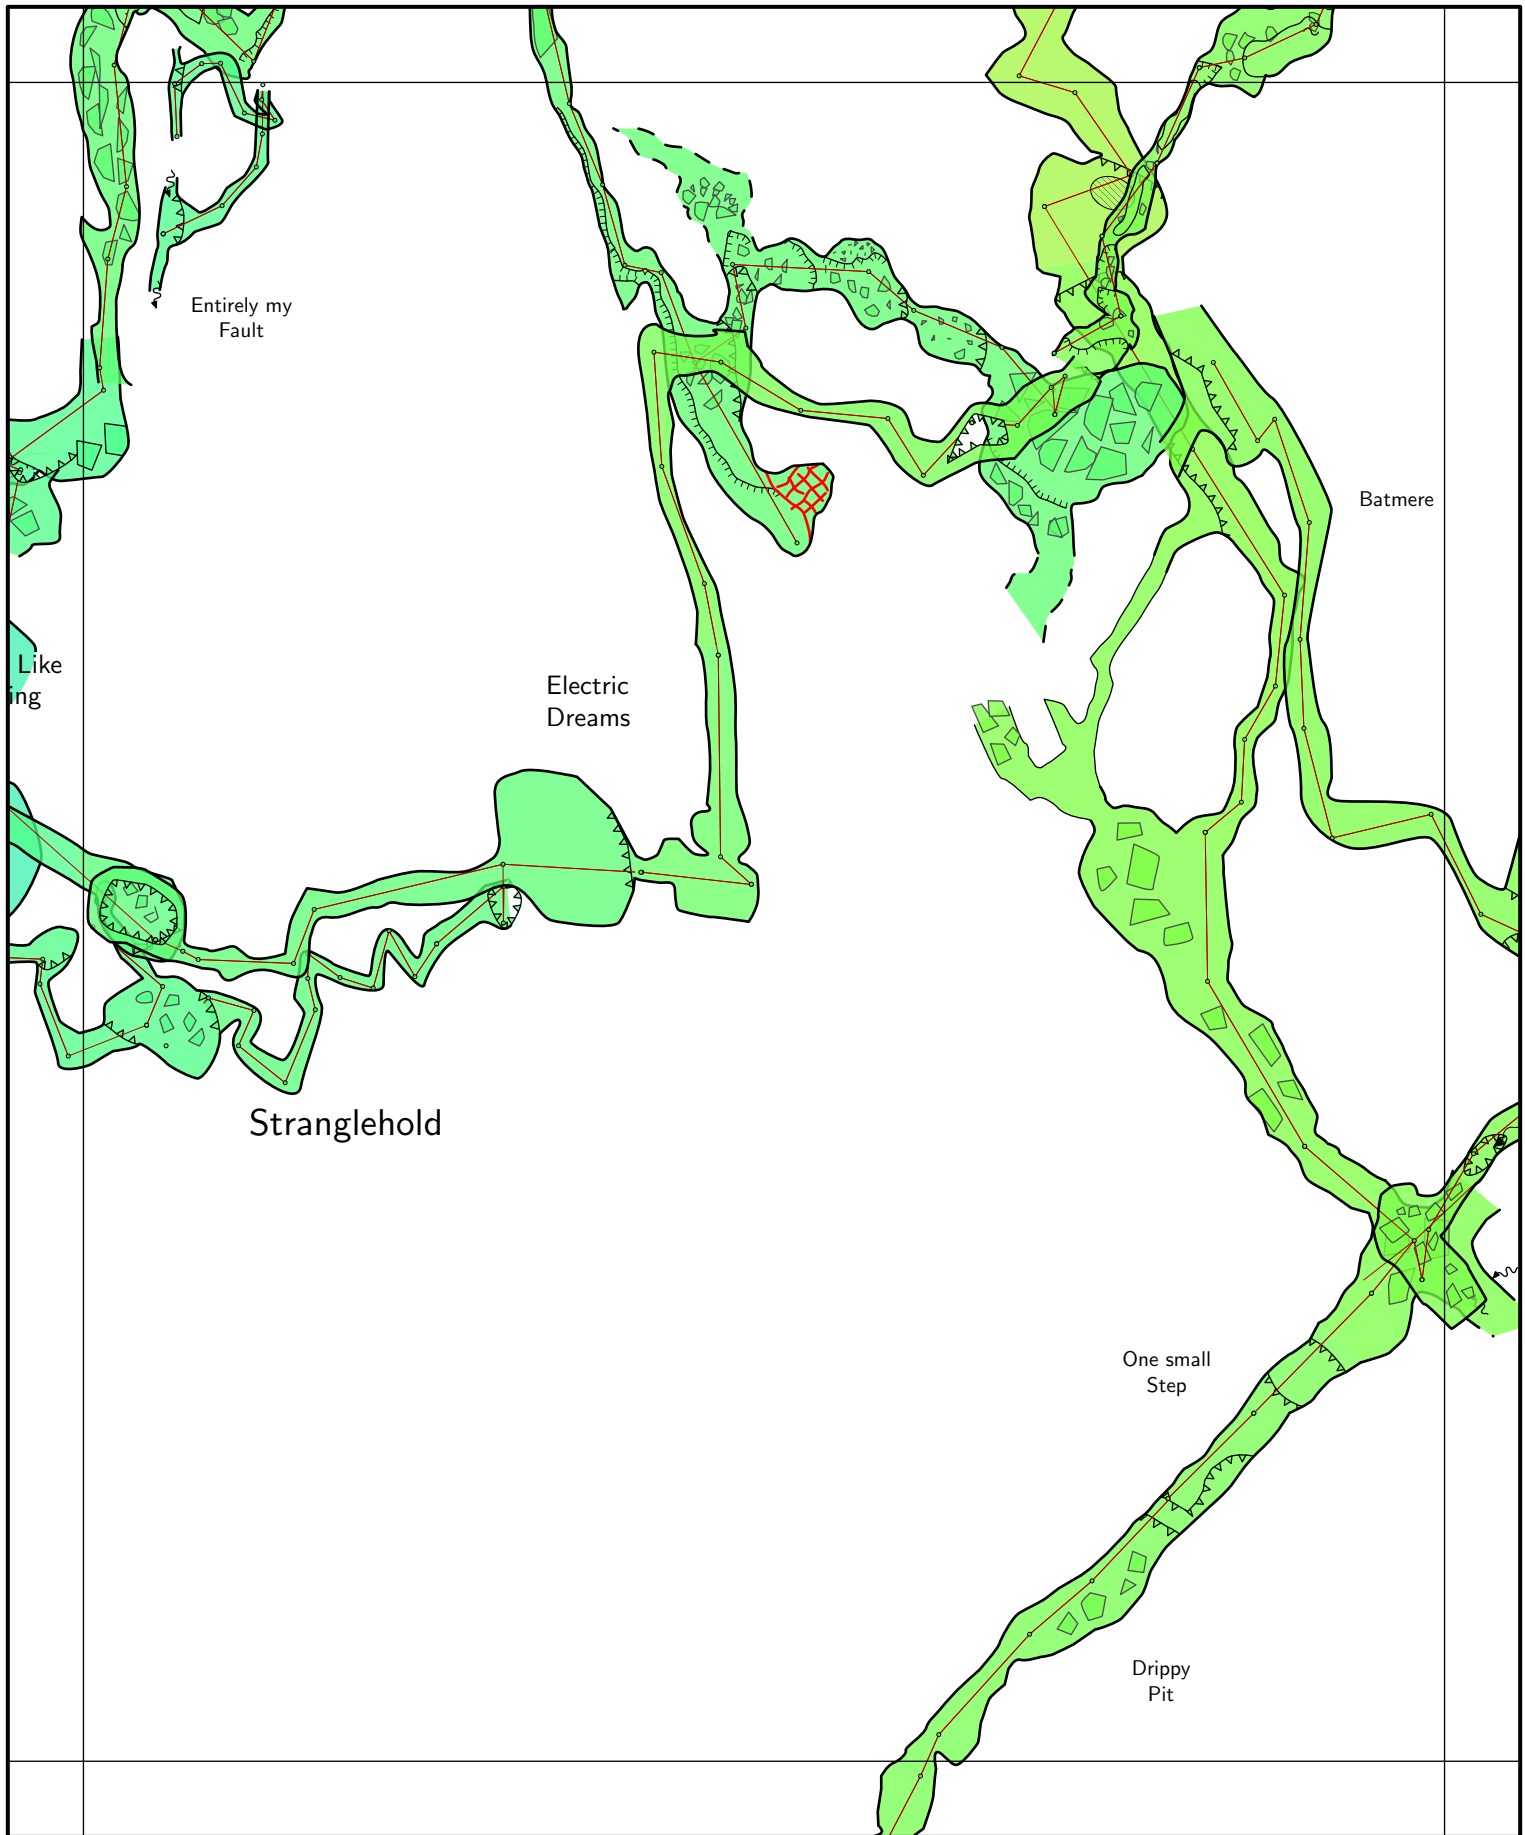 Entirely my
Fault
Batmere
Like
ing
Electric
Dreams
Stranglehold
One small
Step
Drippy
Pit